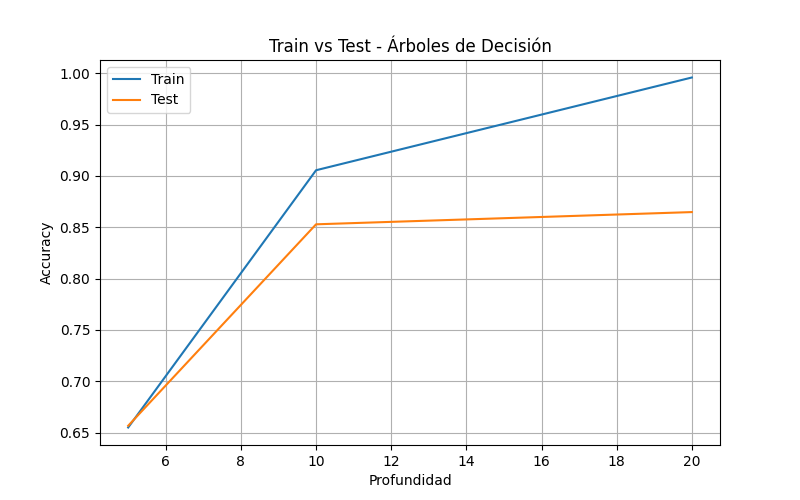 Train vs Test - Árboles de Decisión
Train
Test
1.00
0.95
0.90
0.85
0.80
0.75
0.70
0.65
Accuracy
6 8 10 12 14 16 18 20
Profundidad